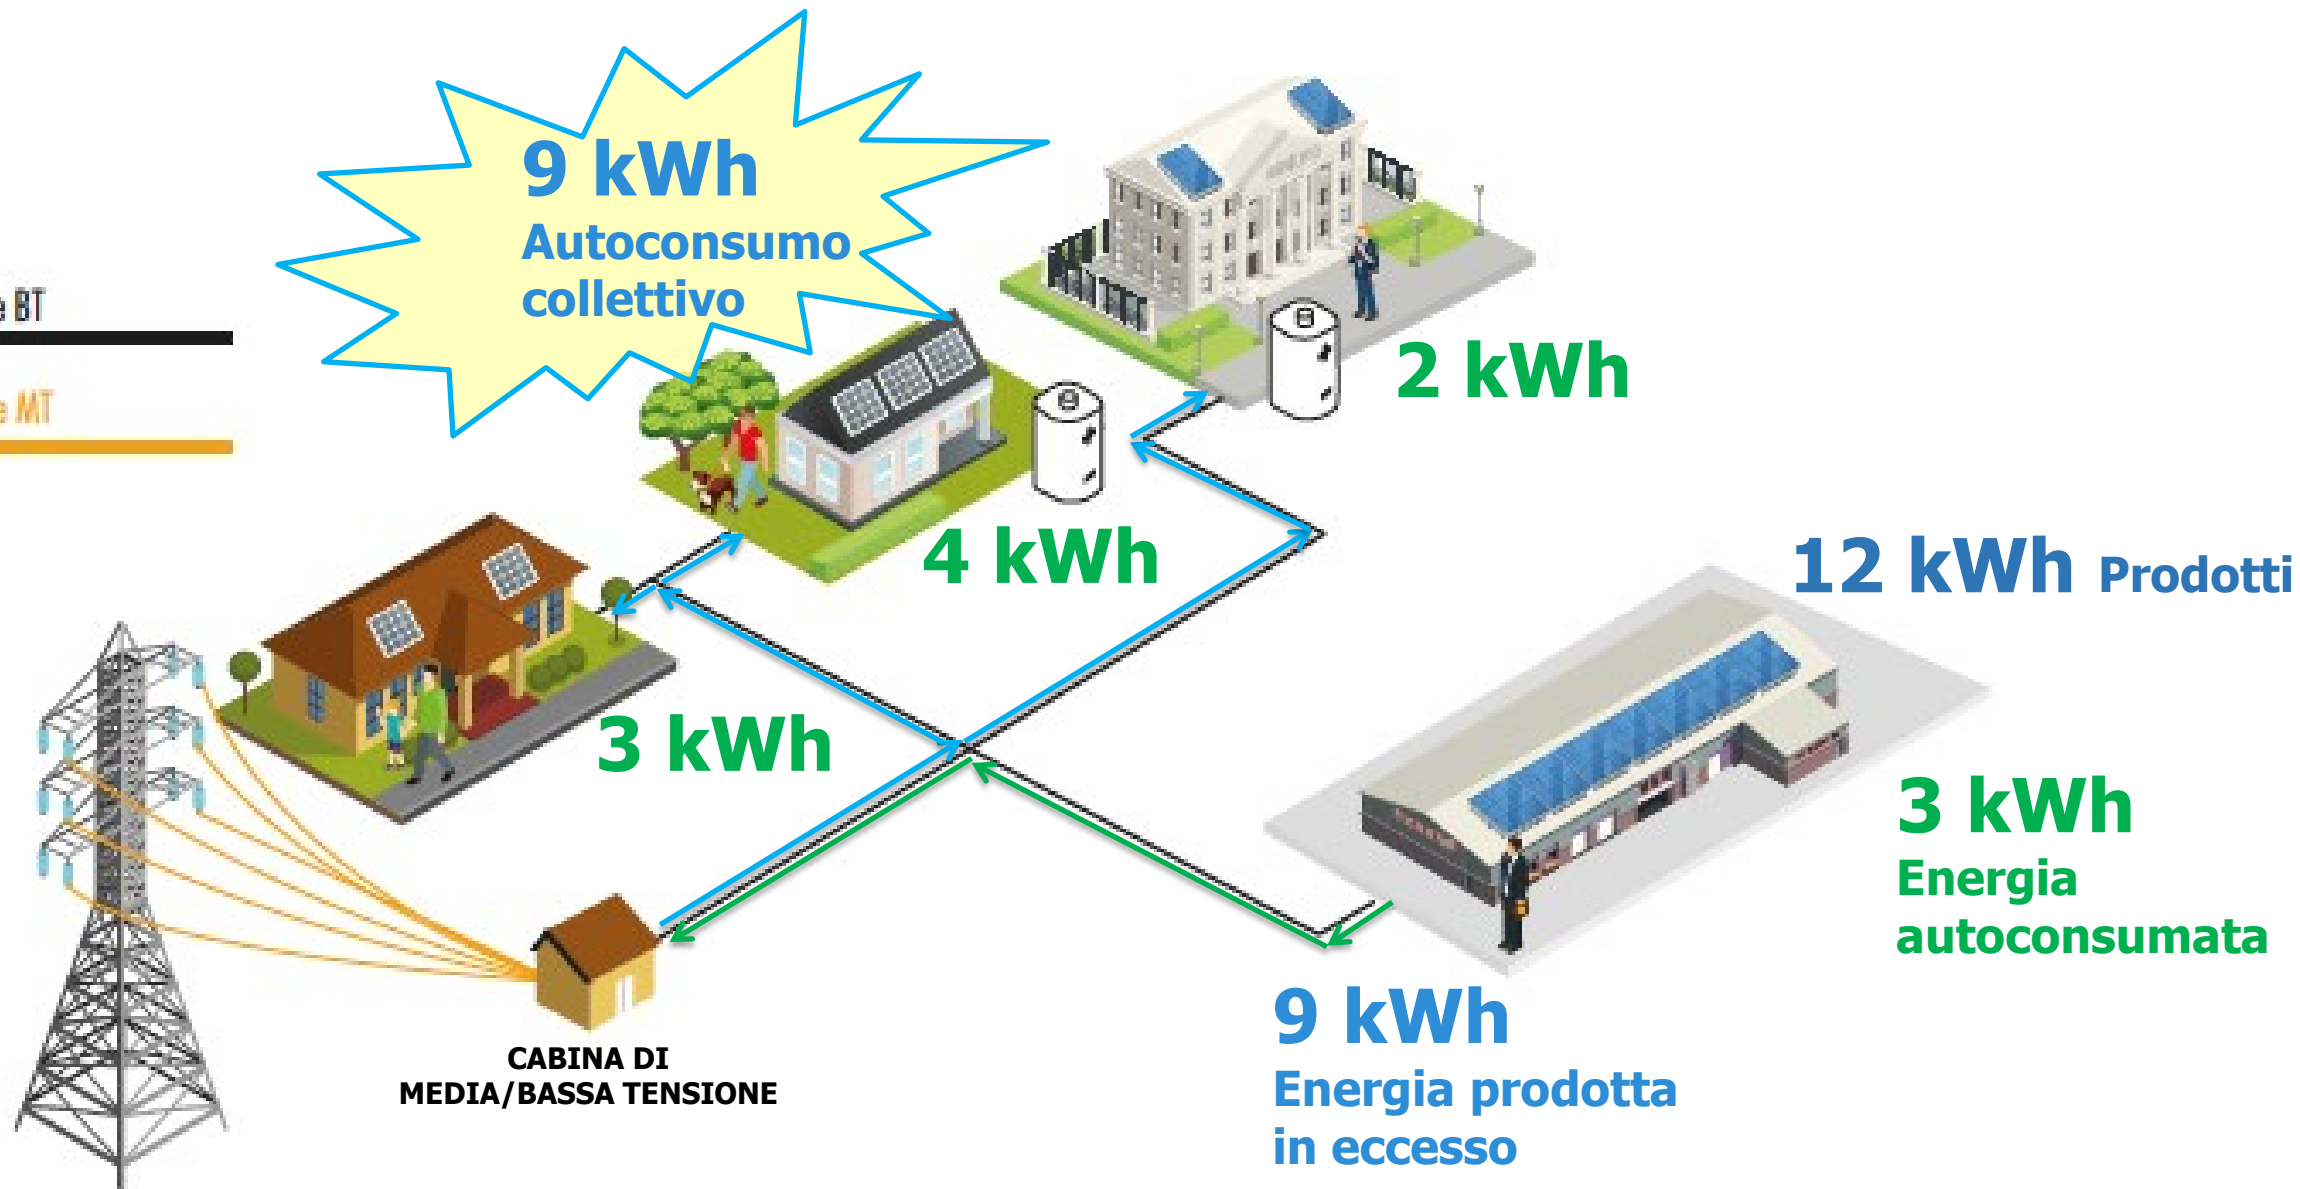 9 kWh
Autoconsumo
collettivo
e BT
e MT
2 kWh
4 kWh
12 kWh Prodotti
3 kWh
3 kWh
Energia
autoconsumata
9 kWh
Energia prodotta
in eccesso
CABINA DI
MEDIA/BASSA TENSIONE